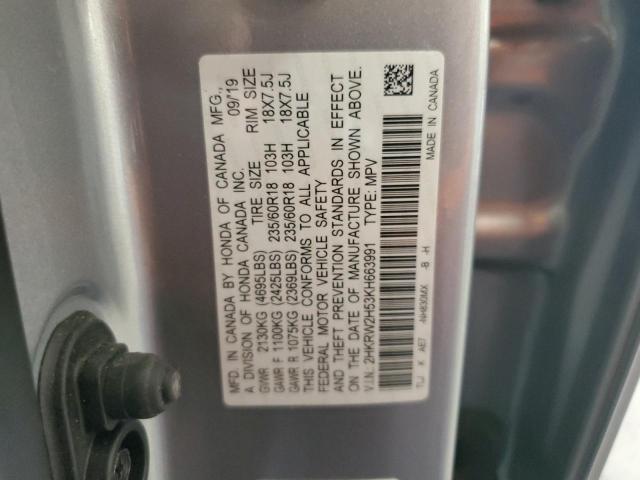 MFD. IN CANADA BY HONDA OF CANADA MFG.,
A DIVISION OF HONDA CANADA INC. 09/19
GVWR 2130KG (4695LBS) TIRE SIZE RIM SIZE
GAWR F 1100KG (2425LBS) 235/60R18 103H 18X7.5J
GAWR R 1075KG (2369LBS) 235/60R18 103H 18X7.5J
THIS VEHICLE CONFORMS TO ALL APPLICABLE
FEDERAL MOTOR VEHICLE SAFETY
AND THEFT PREVENTION STANDARDS IN EFFECT
ON THE DATE OF MANUFACTURE SHOWN ABOVE.
V.I.N. 2HKRW2H53KH663991 TYPE: MPV
TLJ K AE7 NH830MX -B -H
MADE IN CANADA